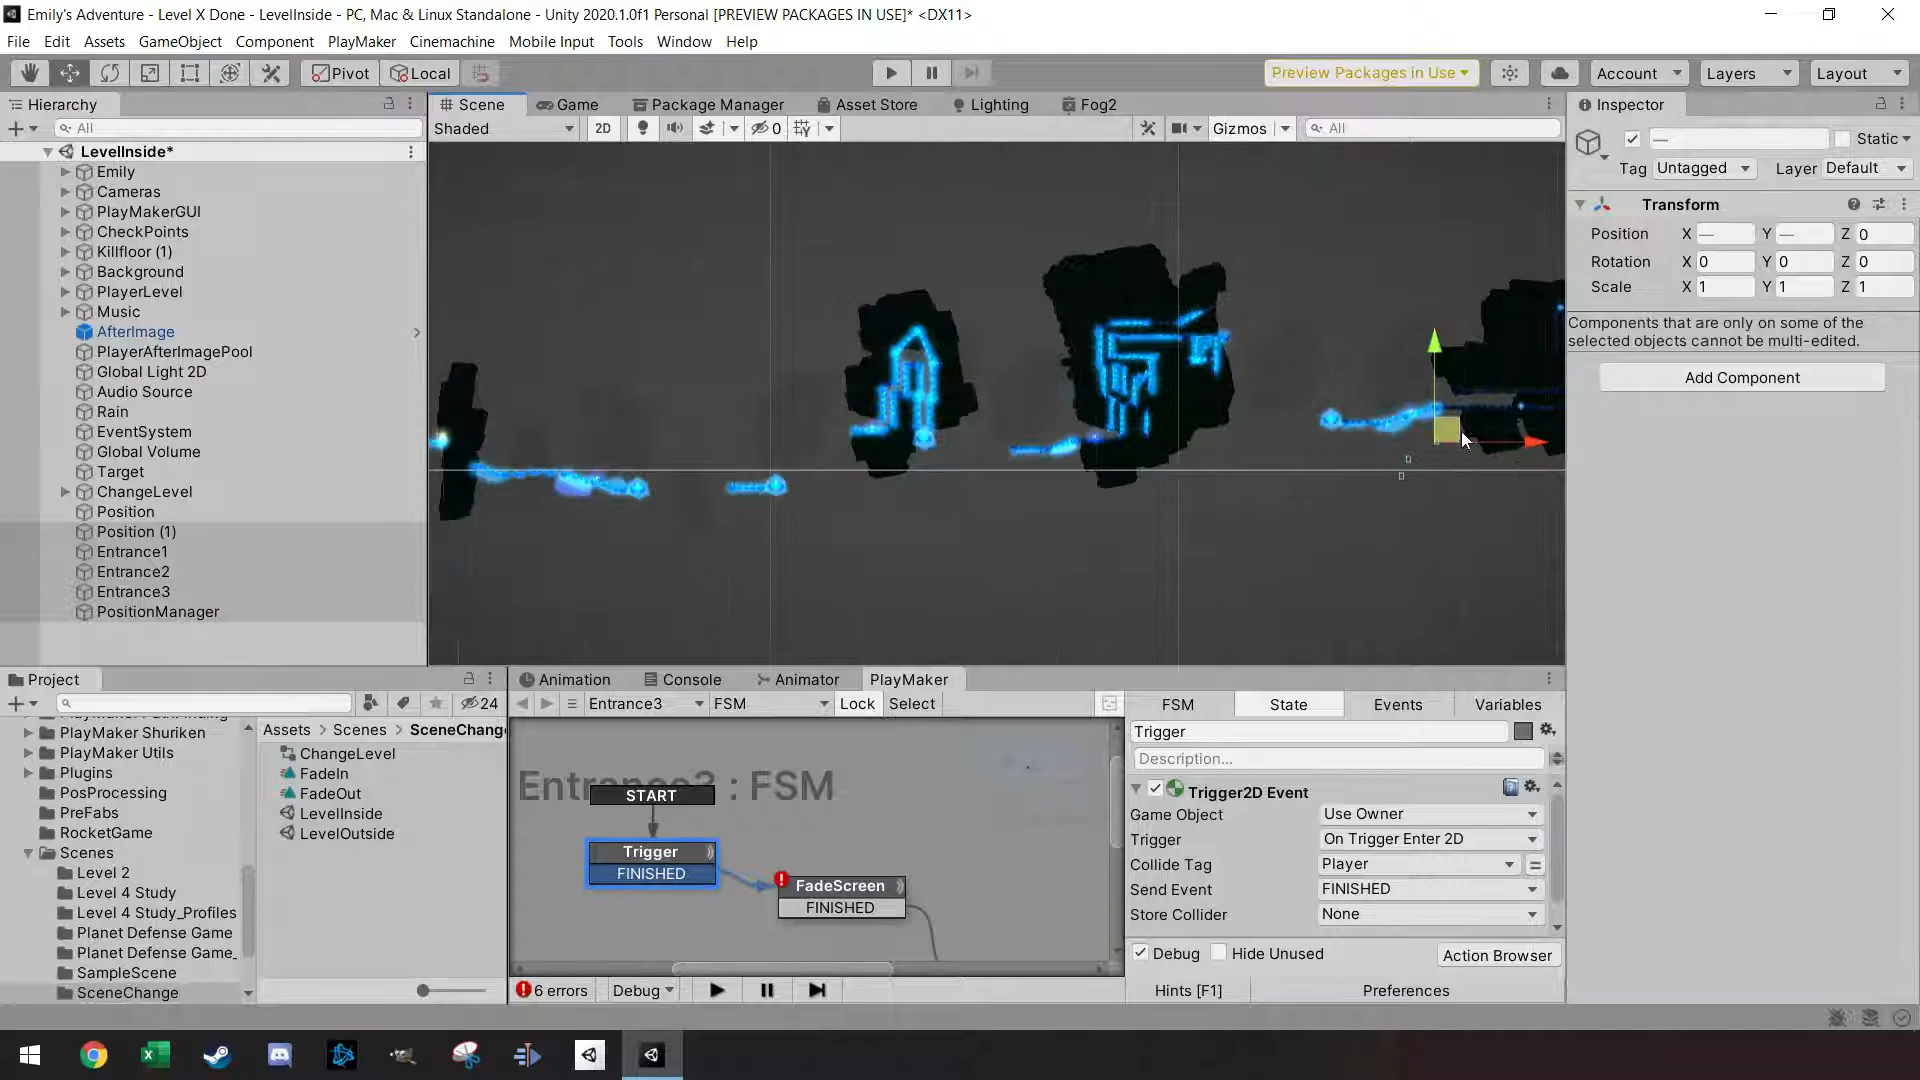 Emily's Adventure - Level X Done - LevelInside - PC, Mac & Linux Standalone - Unity 2020.1.0f1 Personal [PREVIEW PACKAGES IN USE]* <DX11>
File Edit Assets GameObject Component PlayMaker Cinemachine Mobile Input Tools Window Help
Pivot Local Preview Packages in Use Account Layers Layout
Hierarchy
All
LevelInside*
Emily
Cameras
PlayMakerGUI
CheckPoints
Killfloor (1)
Background
PlayerLevel
Music
AfterImage
PlayerAfterImagePool
Global Light 2D
Audio Source
Rain
EventSystem
Global Volume
Target
ChangeLevel
Position
Position (1)
Entrance1
Entrance2
Entrance3
PositionManager
Scene Game Package Manager Asset Store Lighting Fog2
Shaded 2D 0 Gizmos All
Inspector
— Static
Tag Untagged Layer Default
Transform
Position X — Y — Z 0
Rotation X 0 Y 0 Z 0
Scale X 1 Y 1 Z 1
Components that are only on some of the
selected objects cannot be multi-edited.
Add Component
Project
24
PlayMaker Shuriken
PlayMaker Utils
Plugins
PosProcessing
PreFabs
RocketGame
Scenes
Level 2
Level 4 Study
Level 4 Study_Profiles
Planet Defense Game
Planet Defense Game_
SampleScene
SceneChange
Assets > Scenes > SceneChang
ChangeLevel
FadeIn
FadeOut
LevelInside
LevelOutside
Animation Console Animator PlayMaker
Entrance3 FSM Lock Select
Entrance3 : FSM
START
Trigger
FINISHED
FadeScreen
FINISHED
6 errors Debug
FSM State Events Variables
Trigger
Description...
Trigger2D Event
Game Object Use Owner
Trigger On Trigger Enter 2D
Collide Tag Player
Send Event FINISHED
Store Collider None
Debug Hide Unused Action Browser
Hints [F1] Preferences